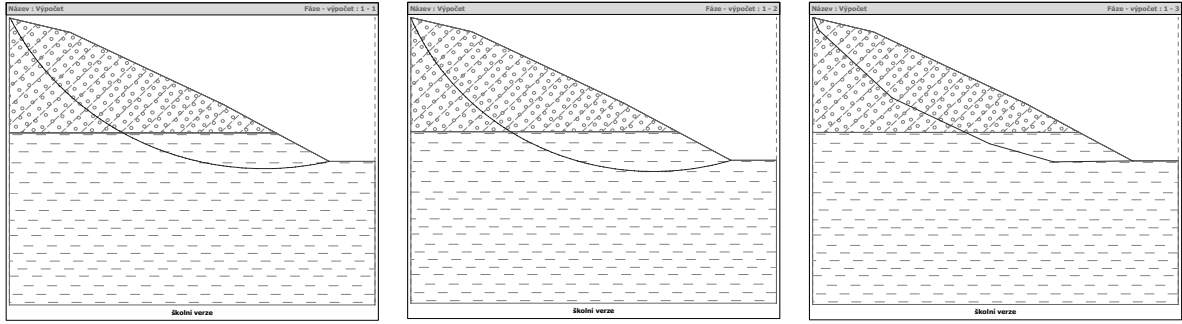 Název : Výpočet Fáze - výpočet : 1 - 1
školní verze
Název : Výpočet Fáze - výpočet : 1 - 2
školní verze
Název : Výpočet Fáze - výpočet : 1 - 3
školní verze